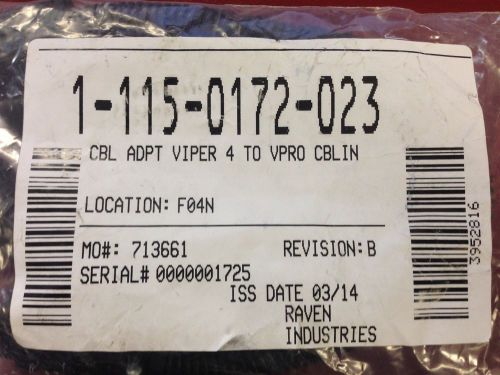 1-115-0172-023
CBL ADPT VIPER 4 TO VPRO CBLIN
LOCATION: F04N
MO#: 713661 REVISION: B
SERIAL# 0000001725
ISS DATE 03/14
RAVEN
INDUSTRIES
3952816